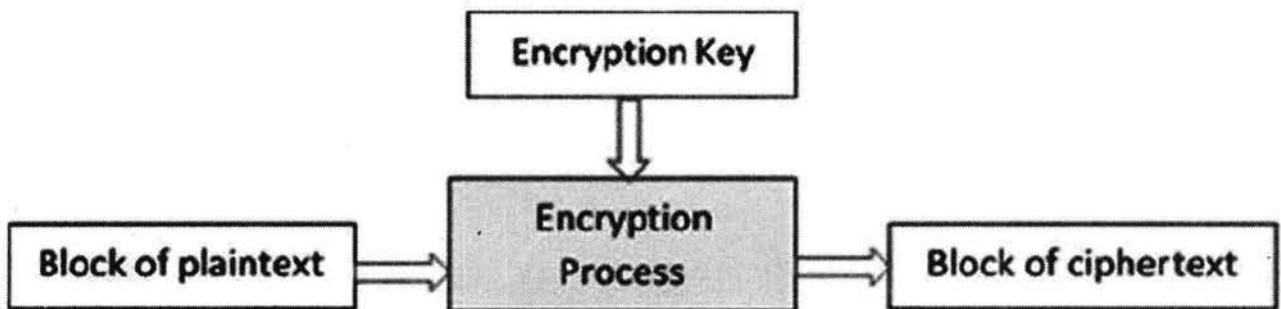 Encryption Key
Block of plaintext
Encryption
Process
Block of ciphertext